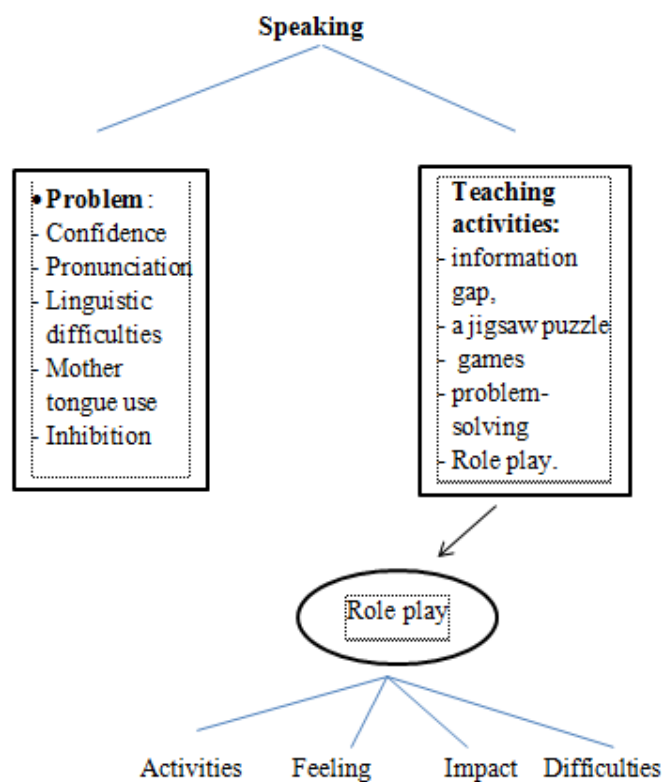 Speaking
• Problem :
- Confidence
- Pronunciation
- Linguistic
difficulties
- Mother
tongue use
- Inhibition
Teaching
activities:
- information
gap,
- a jigsaw puzzle
- games
- problem-
solving
- Role play.
Role play
Activities
Feeling
Impact
Difficulties